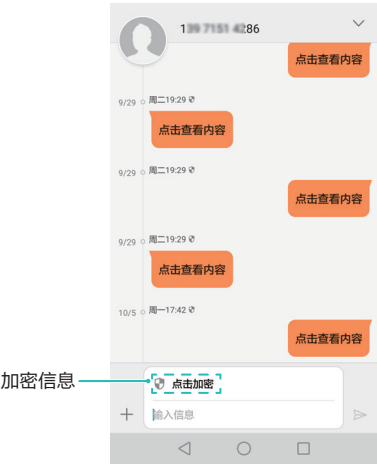 139 7151 4286
点击查看内容
9/29 周二19:29
点击查看内容
9/29 周二19:29
点击查看内容
9/29 周二19:29
点击查看内容
10/5 周一17:42
点击查看内容
加密信息
点击加密
输入信息